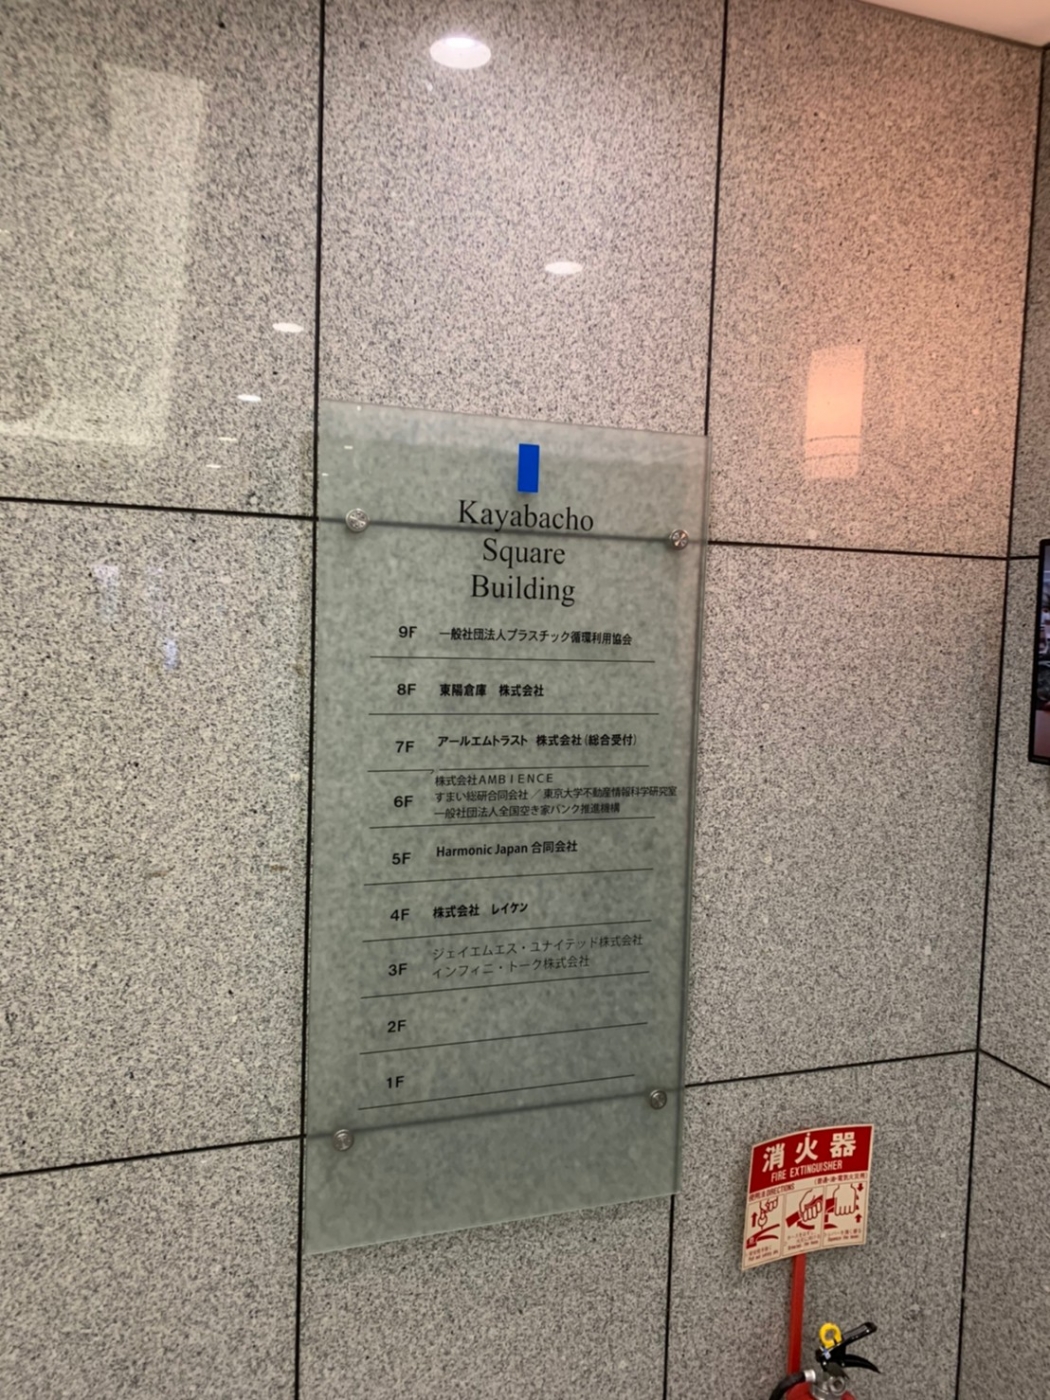 Kayabacho
Square
Building
9F 一般社団法人プラスチック循環利用協会
8F 東陽倉庫 株式会社
7F アールエムトラスト 株式会社(総合受付)
株式会社AMBIENCE
6F すまい総研合同会社 / 東京大学不動産情報科学研究室
一般社団法人全国空き家バンク推進機構
5F Harmonic Japan 合同会社
4F 株式会社 レイケン
ジェイエムエス・ユナイテッド株式会社
3F インフィニ・トーク株式会社
2F
1F
消火器
FIRE EXTINGUISHER
DIRECTIONS